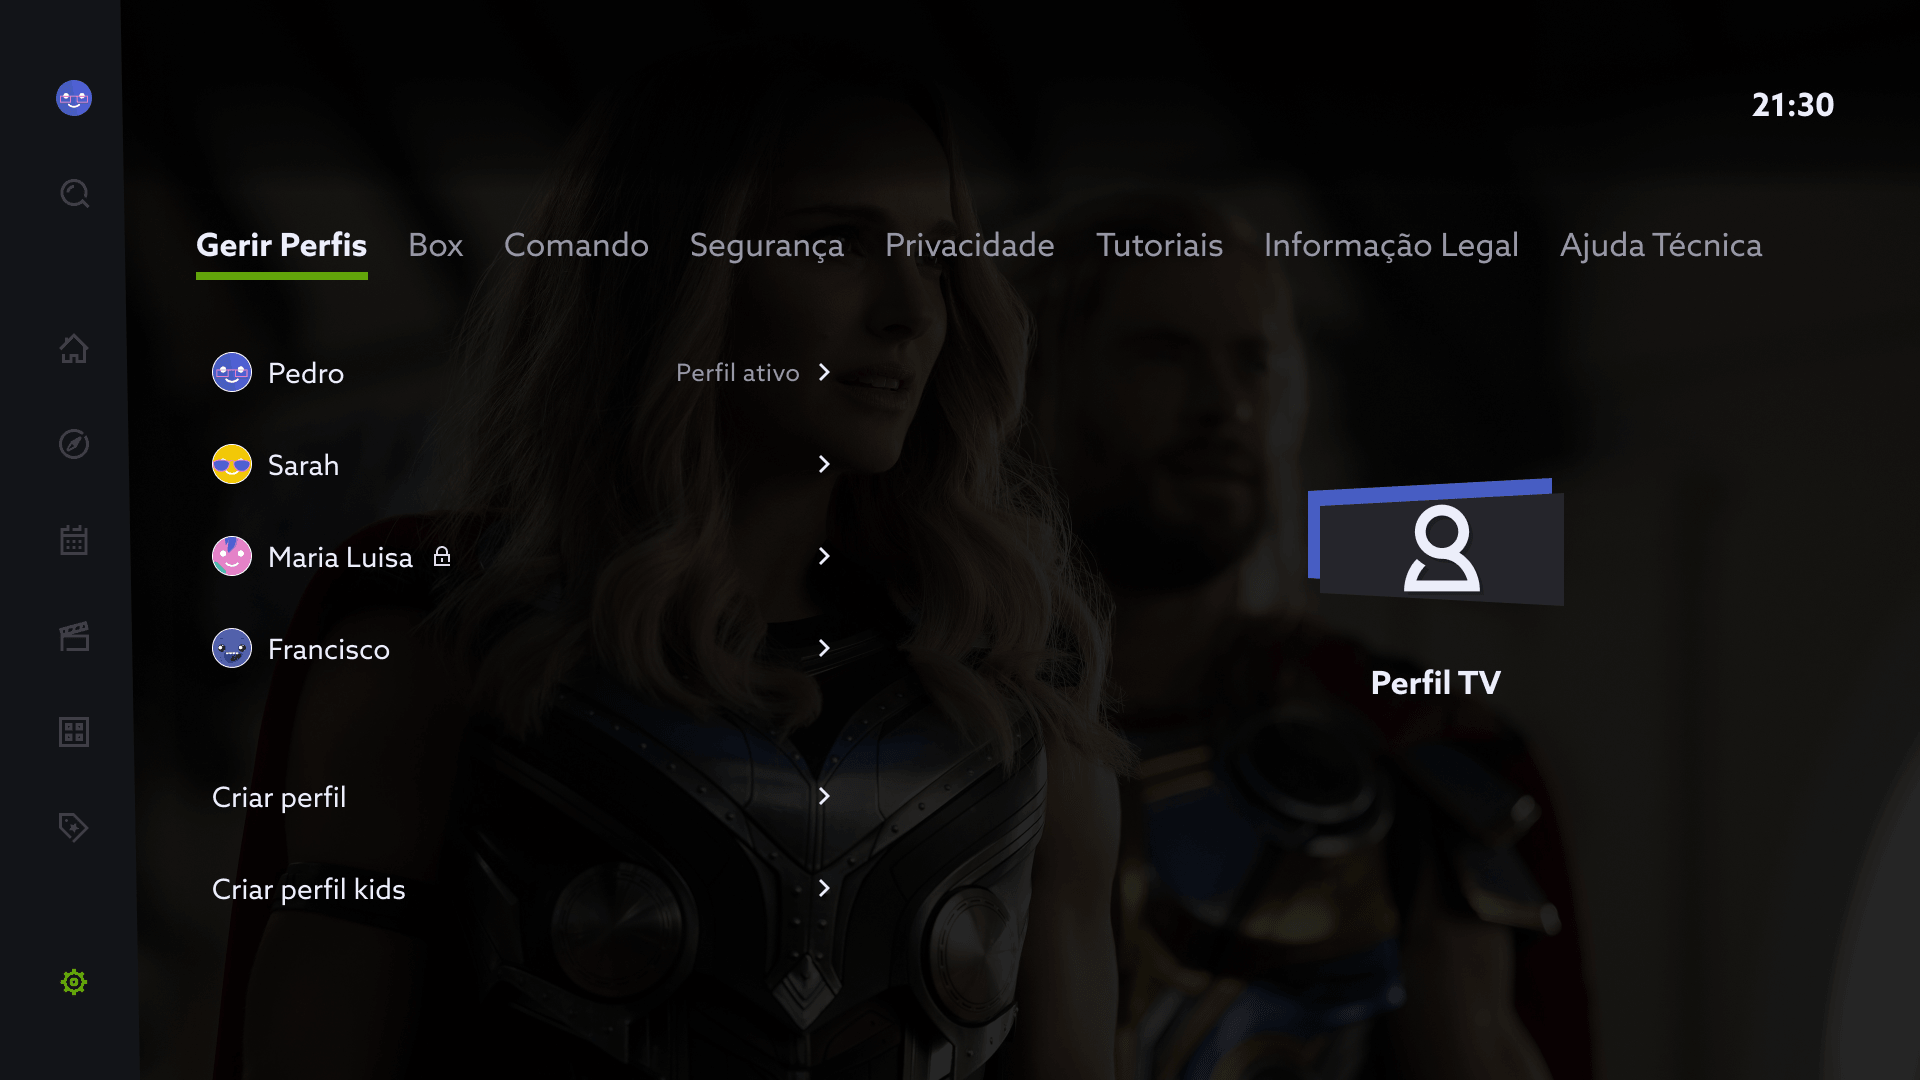 21:30
Gerir Perfis Box Comando Segurança Privacidade Tutoriais Informação Legal Ajuda Técnica
Pedro Perfil ativo
Sarah
Maria Luisa
Francisco
Criar perfil
Criar perfil kids
Perfil TV